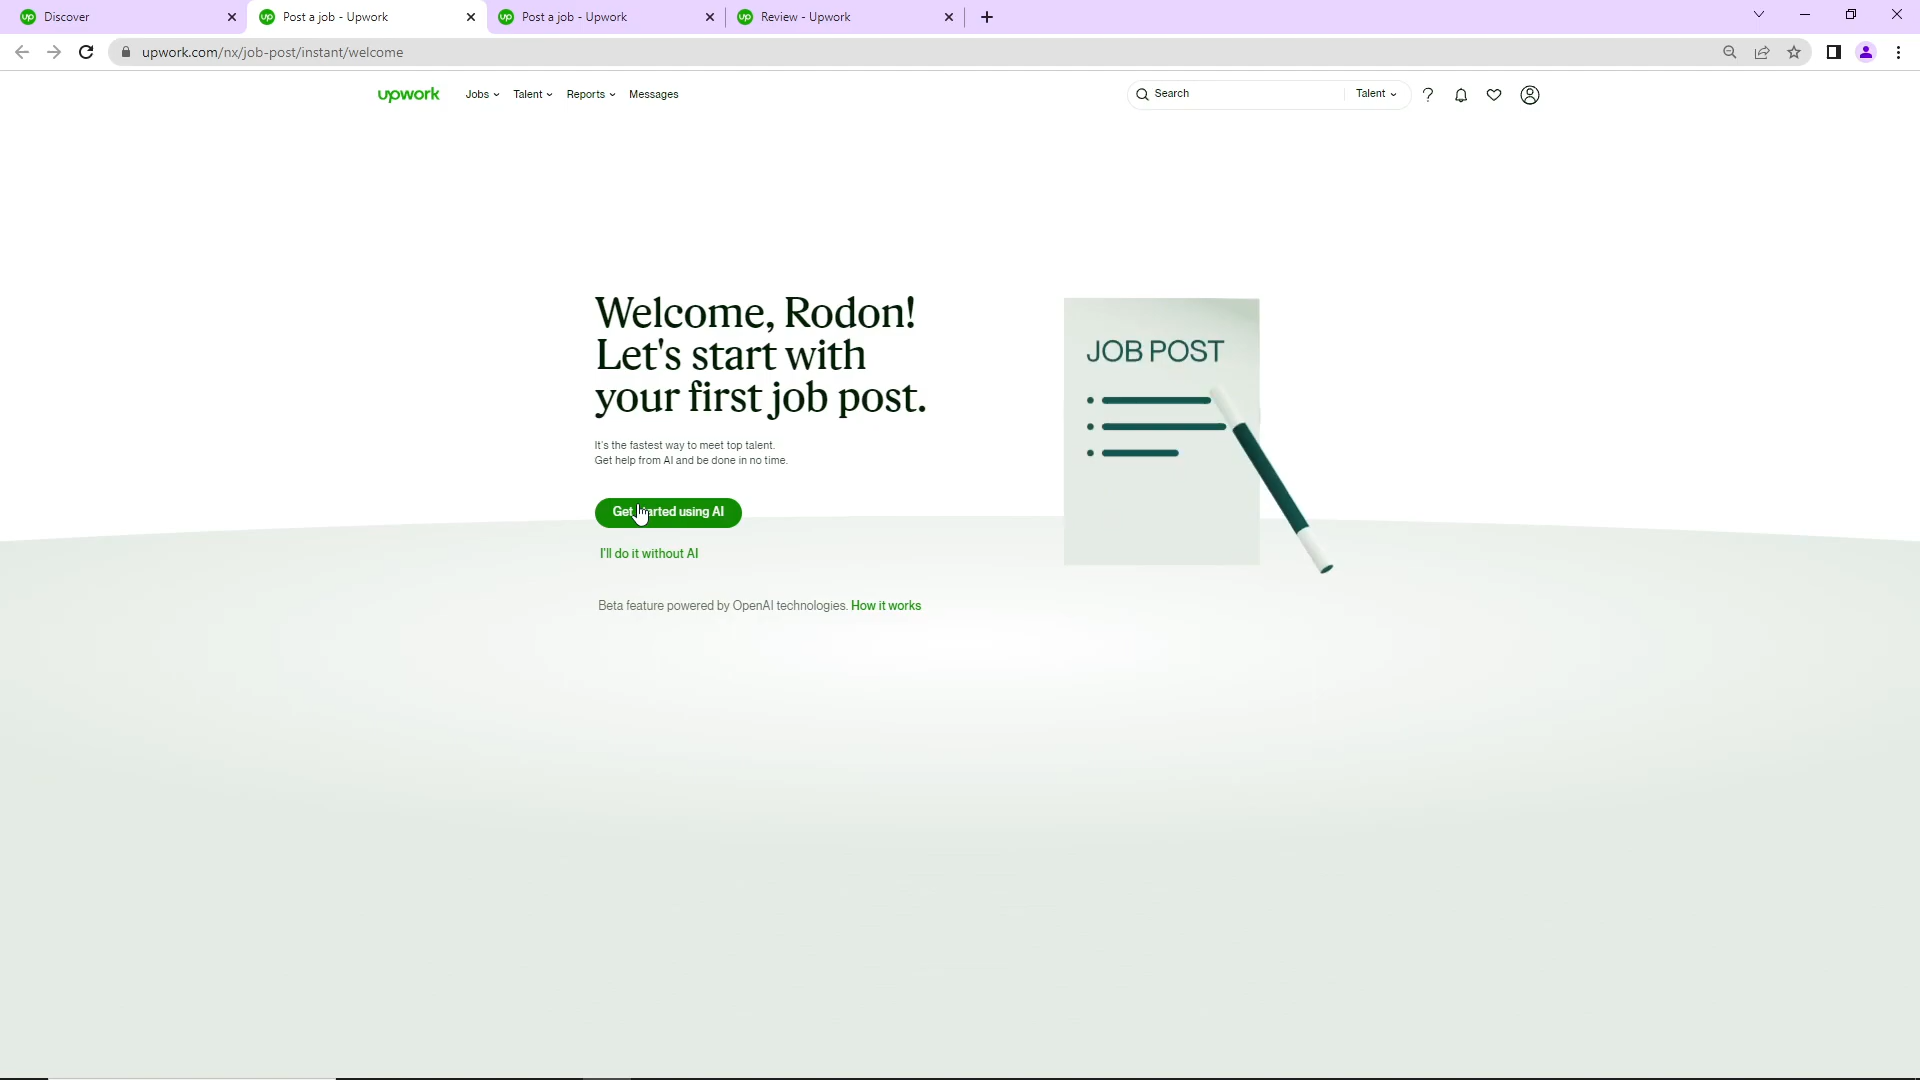 Discover
Post a job - Upwork
Post a job - Upwork
Review - Upwork
upwork.com/nx/job-post/instant/welcome
upwork
Jobs
Talent
Reports
Messages
Search
Talent
Welcome, Rodon!
Let's start with
your first job post.
It's the fastest way to meet top talent.
Get help from AI and be done in no time.
Get started using AI
I'll do it without AI
Beta feature powered by OpenAI technologies. How it works
JOB POST